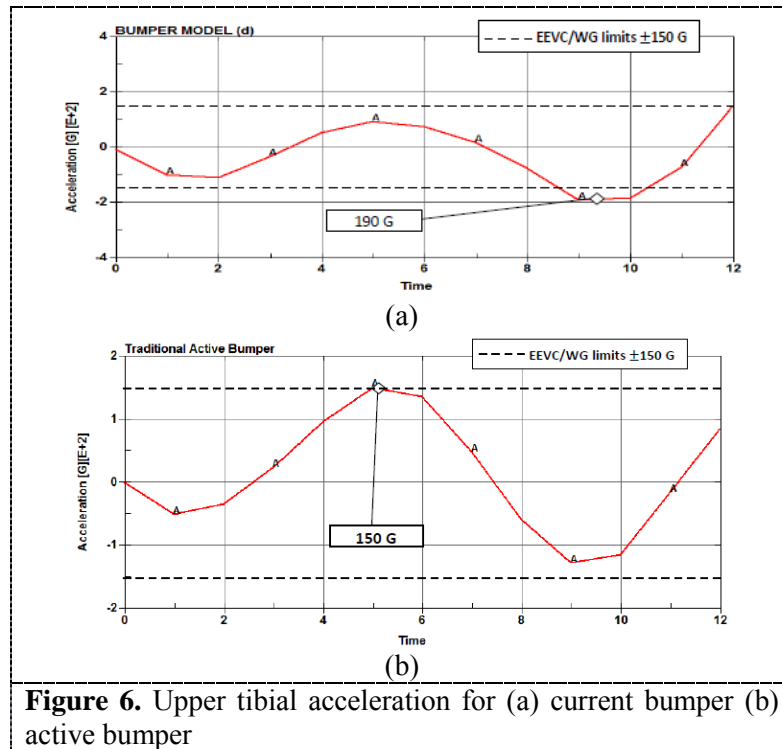 BUMPER MODEL (d)
EEVC/WG limits ±150 G
4
2
0
-2
-4
Acceleration [G] [E+2]
A
A
A
A
A
A
190 G
0
2
4
6
8
10
12
Time
(a)
Traditional Active Bumper
EEVC/WG limits ±150 G
2
1
0
-1
-2
Acceleration [G][E+2]
A
A
A
A
A
A
150 G
0
2
4
6
8
10
12
Time
(b)
Figure 6. Upper tibial acceleration for (a) current bumper (b)
active bumper